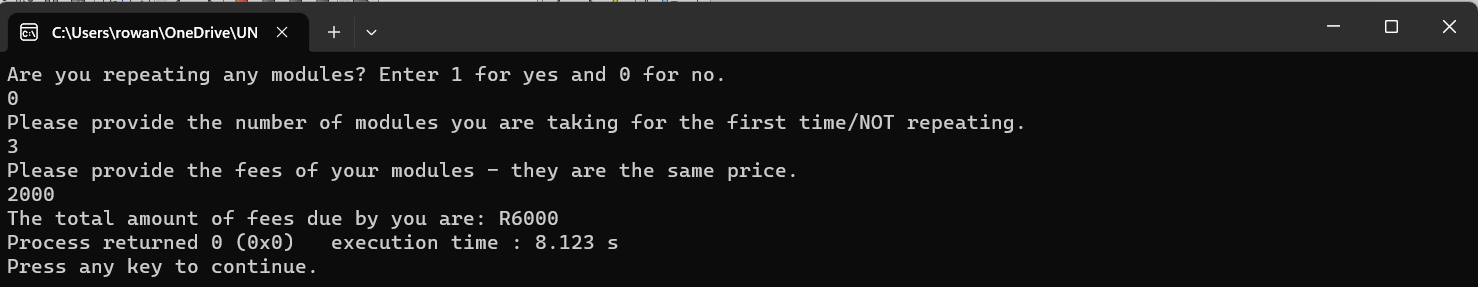 C:\Users\rowan\OneDrive\UN
Are you repeating any modules? Enter 1 for yes and 0 for no.
0
Please provide the number of modules you are taking for the first time/NOT repeating.
3
Please provide the fees of your modules - they are the same price.
2000
The total amount of fees due by you are: R6000
Process returned 0 (0x0)   execution time : 8.123 s
Press any key to continue.